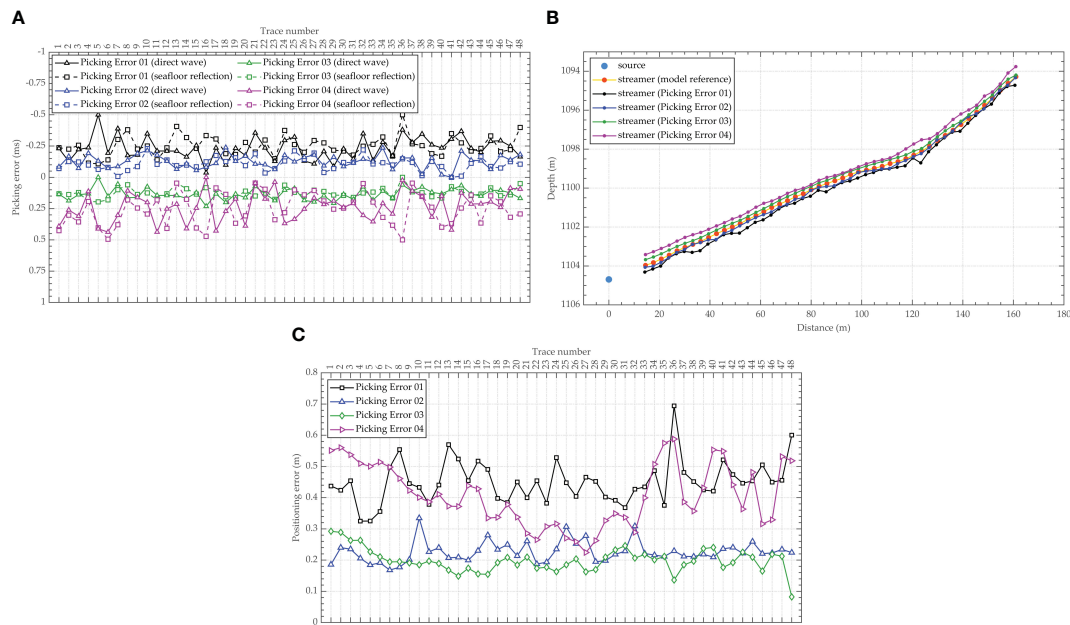 A
Trace number
1 2 3 4 5 6 7 8 9 10 11 12 13 14 15 16 17 18 19 20 21 22 23 24 25 26 27 28 29 30 31 32 33 34 35 36 37 38 39 40 41 42 43 44 45 46 47 48
Picking error (ms)
-1
-0.75
-0.5
-0.25
0
0.25
0.5
0.75
1
Picking Error 01 (direct wave)
Picking Error 01 (seafloor reflection)
Picking Error 02 (direct wave)
Picking Error 02 (seafloor reflection)
Picking Error 03 (direct wave)
Picking Error 03 (seafloor reflection)
Picking Error 04 (direct wave)
Picking Error 04 (seafloor reflection)
B
source
streamer (model reference)
streamer (Picking Error 01)
streamer (Picking Error 02)
streamer (Picking Error 03)
streamer (Picking Error 04)
Depth (m)
1094
1096
1098
1100
1102
1104
1106
0 20 40 60 80 100 120 140 160 180
Distance (m)
C
Trace number
1 2 3 4 5 6 7 8 9 10 11 12 13 14 15 16 17 18 19 20 21 22 23 24 25 26 27 28 29 30 31 32 33 34 35 36 37 38 39 40 41 42 43 44 45 46 47 48
Positioning error (m)
0.8
0.7
0.6
0.5
0.4
0.3
0.2
0.1
0
Picking Error 01
Picking Error 02
Picking Error 03
Picking Error 04